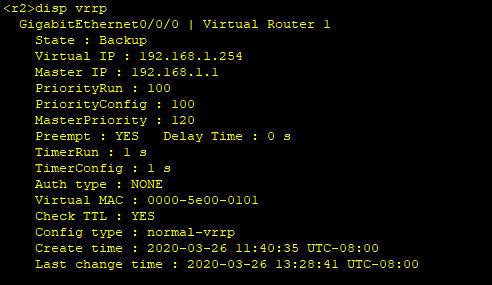 <r2>disp vrrp
GigabitEthernet0/0/0 | Virtual Router 1
State : Backup
Virtual IP : 192.168.1.254
Master IP : 192.168.1.1
PriorityRun : 100
PriorityConfig : 100
MasterPriority : 120
Preempt : YES   Delay Time : 0 s
TimerRun : 1 s
TimerConfig : 1 s
Auth type : NONE
Virtual MAC : 0000-5e00-0101
Check TTL : YES
Config type : normal-vrrp
Create time : 2020-03-26 11:40:35 UTC-08:00
Last change time : 2020-03-26 13:28:41 UTC-08:00